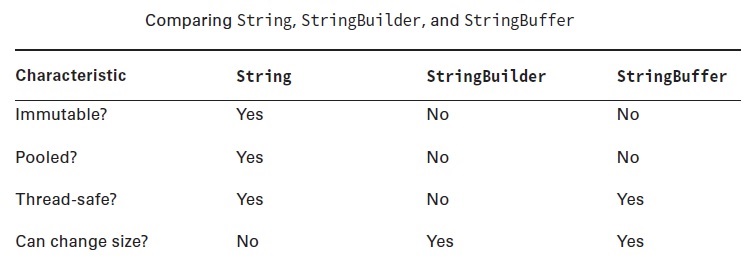 Comparing String, StringBuilder, and StringBuffer
Characteristic String StringBuilder StringBuffer
Immutable? Yes No No
Pooled? Yes No No
Thread-safe? Yes No Yes
Can change size? No Yes Yes